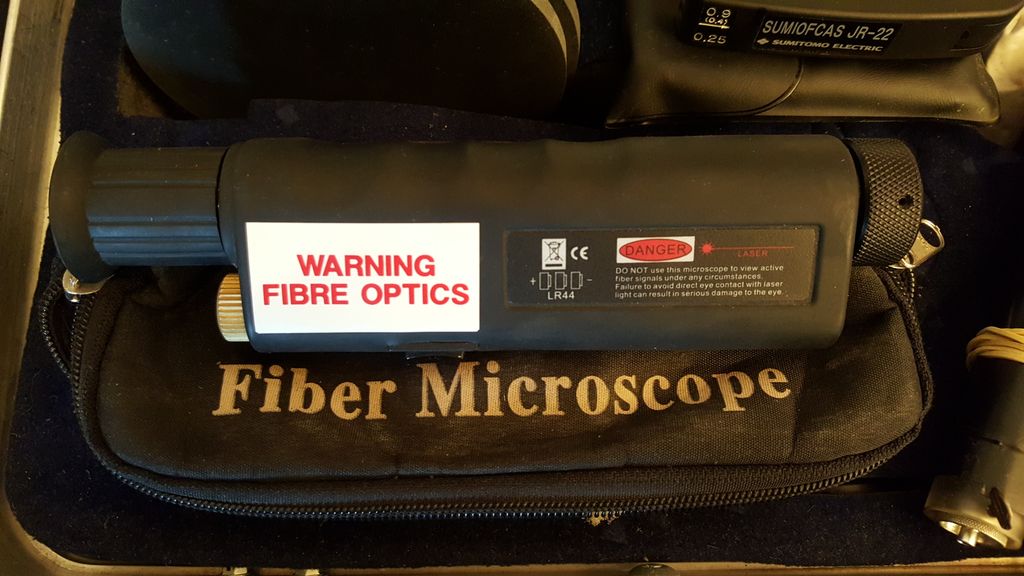 0.9
(0.4)
0.25
SUMIOFCAS JR-22
SUMITOMO ELECTRIC
WARNING
FIBRE OPTICS
CE
+ -
LR44
DANGER
LASER
DO NOT use this microscope to view active
fiber signals under any circumstances.
Failure to avoid direct eye contact with laser
light can result in serious damage to the eye.
Fiber Microscope